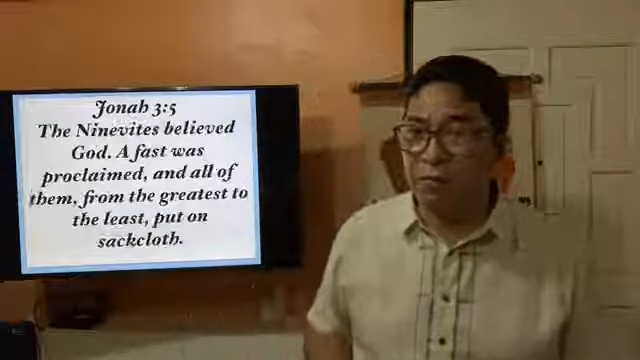 Jonah 3:5
The Ninevites believed
God. A fast was
proclaimed, and all of
them, from the greatest to
the least, put on
sackcloth.